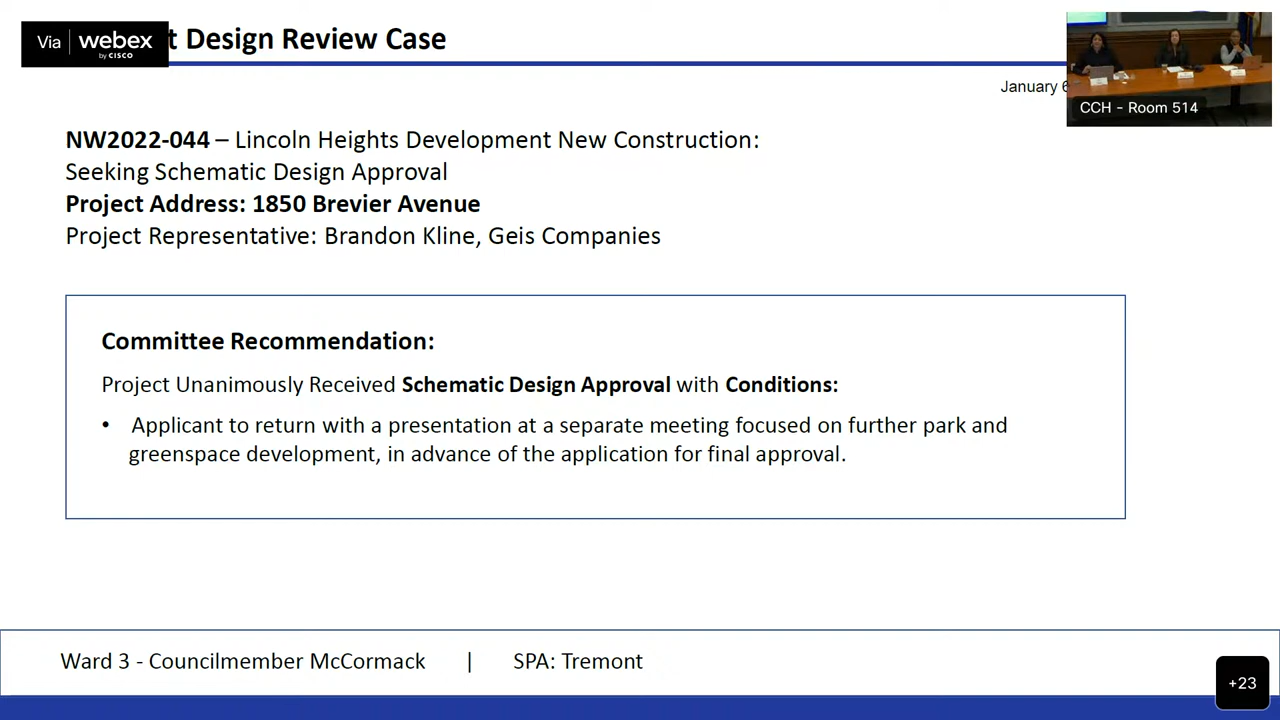 Via webex
by CISCO
t Design Review Case
January 6
CCH - Room 514
NW2022-044 – Lincoln Heights Development New Construction:
Seeking Schematic Design Approval
Project Address: 1850 Brevier Avenue
Project Representative: Brandon Kline, Geis Companies
Committee Recommendation:
Project Unanimously Received Schematic Design Approval with Conditions:
• Applicant to return with a presentation at a separate meeting focused on further park and
greenspace development, in advance of the application for final approval.
Ward 3 - Councilmember McCormack | SPA: Tremont
+23